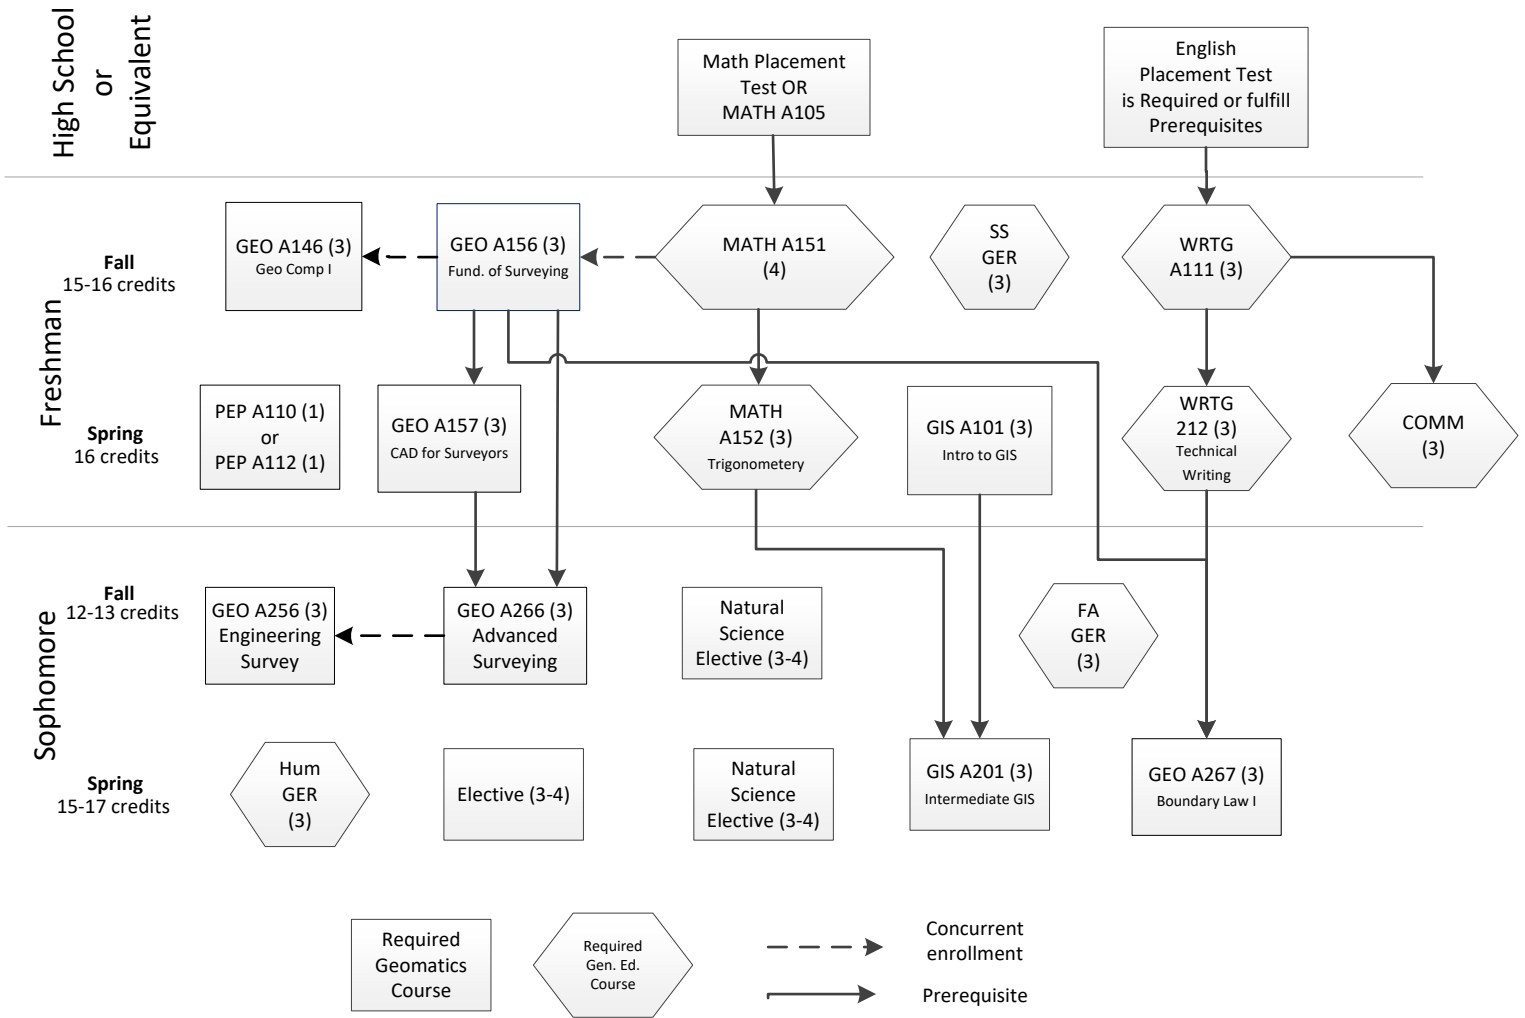 High School
or
Equivalent
Math Placement
Test OR
MATH A105
English
Placement Test
is Required or fulfill
Prerequisites
Freshman
Fall
15-16 credits
GEO A146 (3)
Geo Comp I
GEO A156 (3)
Fund. of Surveying
MATH A151
(4)
SS
GER
(3)
WRTG
A111 (3)
Spring
16 credits
PEP A110 (1)
or
PEP A112 (1)
GEO A157 (3)
CAD for Surveyors
MATH
A152 (3)
Trigonometery
GIS A101 (3)
Intro to GIS
WRTG
212 (3)
Technical
Writing
COMM
(3)
Sophomore
Fall
12-13 credits
GEO A256 (3)
Engineering
Survey
GEO A266 (3)
Advanced
Surveying
Natural
Science
Elective (3-4)
FA
GER
(3)
Spring
15-17 credits
Hum
GER
(3)
Elective (3-4)
Natural
Science
Elective (3-4)
GIS A201 (3)
Intermediate GIS
GEO A267 (3)
Boundary Law I
Required
Geomatics
Course
Required
Gen. Ed.
Course
Concurrent
enrollment
Prerequisite